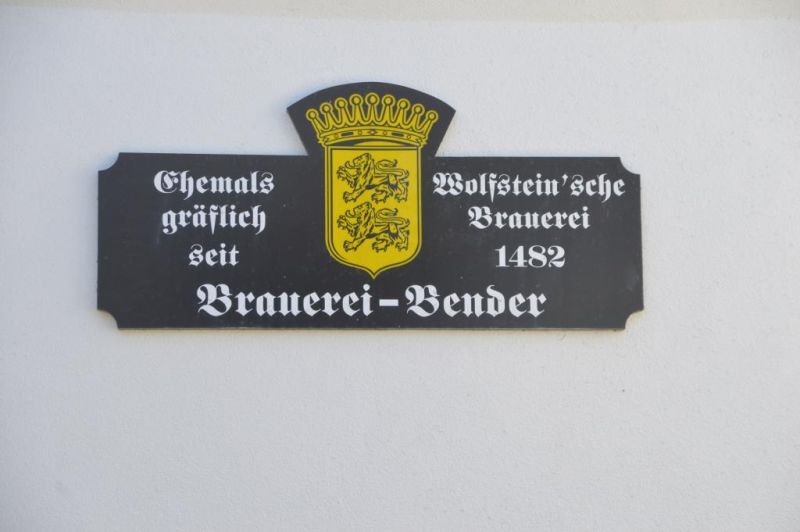 Ehemals Wolfstein'sche
gräflich Brauerei
seit 1482
Brauerei-Bender